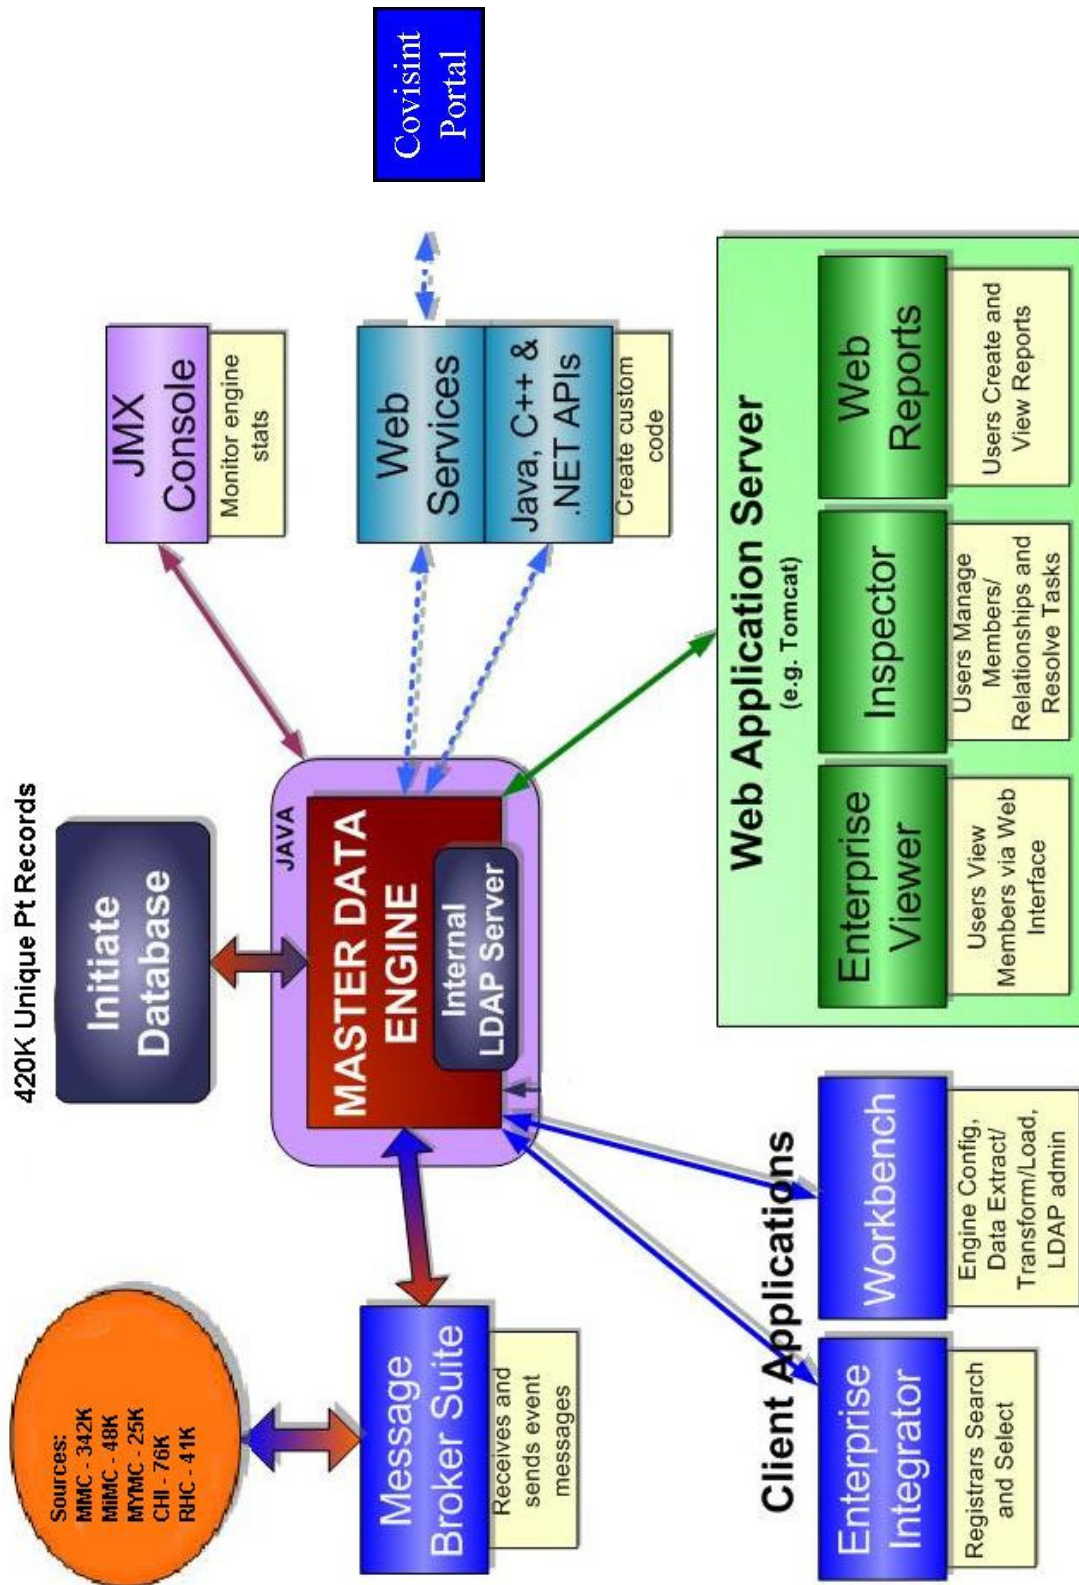 420K Unique Pt Records
Sources:
MMC - 342K
MiMC - 48K
MYMC - 25K
CHI - 76K
RHC - 41K
Initiate
Database
JMX
Console
Monitor engine
stats
Covisint
Portal
Message
Broker Suite
Receives and
sends event
messages
JAVA
MASTER DATA
ENGINE
Internal
LDAP Server
Web
Services
Java, C++ &
.NET APIs
Create custom
code
Client Applications
Enterprise
Integrator
Registrars Search
and Select
Workbench
Engine Config,
Data Extract/
Transform/Load,
LDAP admin
Web Application Server
(e.g. Tomcat)
Enterprise
Viewer
Users View
Members via Web
Interface
Inspector
Users Manage
Members/
Relationships and
Resolve Tasks
Web
Reports
Users Create and
View Reports